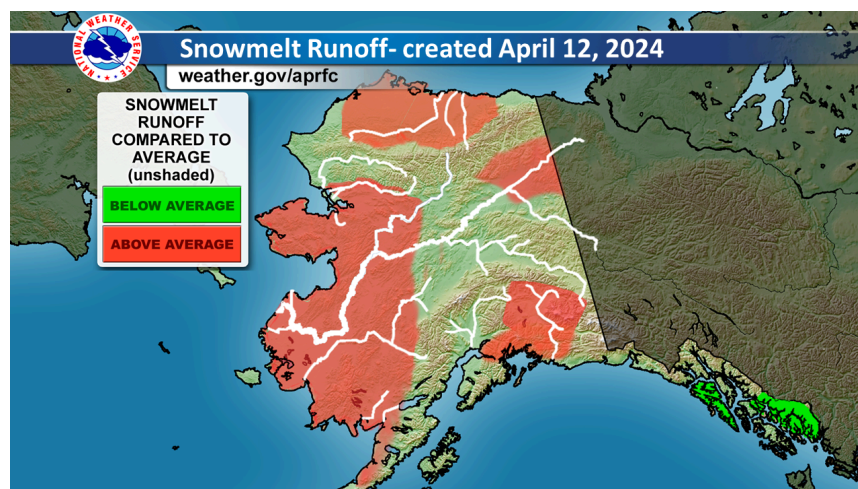 NATIONAL WEATHER SERVICE
Snowmelt Runoff- created April 12, 2024
weather.gov/aprfc
SNOWMELT
RUNOFF
COMPARED TO
AVERAGE
(unshaded)
BELOW AVERAGE
ABOVE AVERAGE